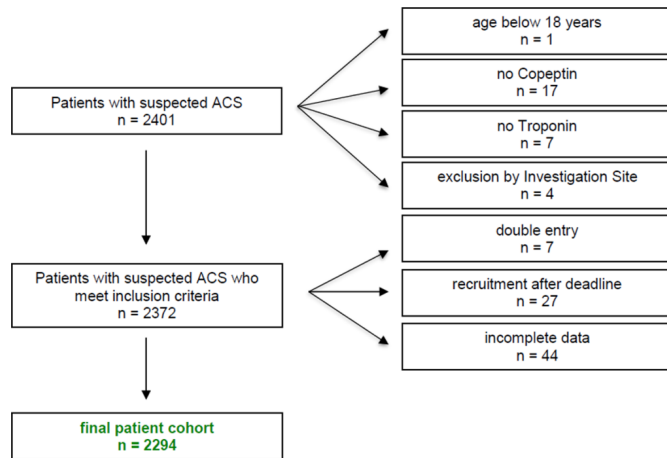 age below 18 years
n = 1
Patients with suspected ACS
n = 2401
no Copeptin
n = 17
no Troponin
n = 7
exclusion by Investigation Site
n = 4
double entry
n = 7
Patients with suspected ACS who
meet inclusion criteria
n = 2372
recruitment after deadline
n = 27
incomplete data
n = 44
final patient cohort
n = 2294